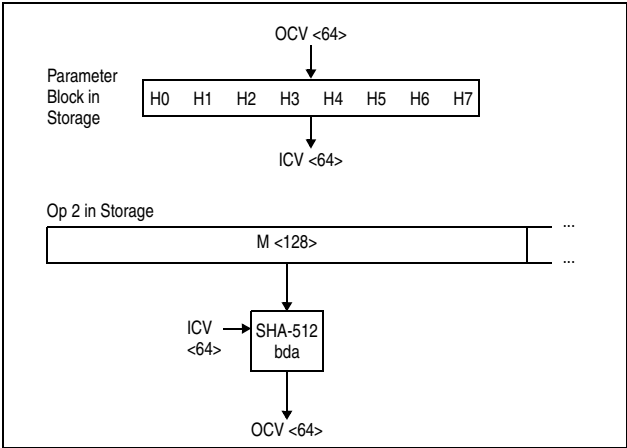 OCV <64>
Parameter
Block in
Storage
H0 H1 H2 H3 H4 H5 H6 H7
ICV <64>
Op 2 in Storage
M <128>
...
...
ICV
<64>
SHA-512
bda
OCV <64>